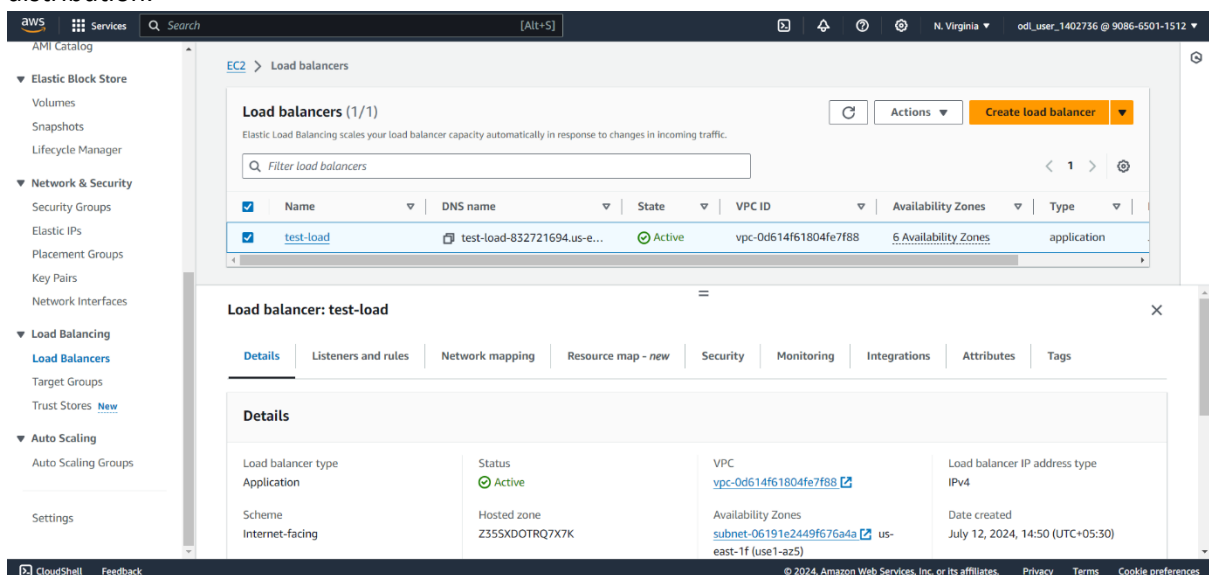 aws Services Search [Alt+S] N. Virginia odl_user_1402736 @ 9086-6501-1512
AMI Catalog
Elastic Block Store
Volumes
Snapshots
Lifecycle Manager
Network & Security
Security Groups
Elastic IPs
Placement Groups
Key Pairs
Network Interfaces
Load Balancing
Load Balancers
Target Groups
Trust Stores New
Auto Scaling
Auto Scaling Groups
Settings
EC2 > Load balancers
Load balancers (1/1) Actions Create load balancer
Elastic Load Balancing scales your load balancer capacity automatically in response to changes in incoming traffic.
Filter load balancers 1
Name DNS name State VPC ID Availability Zones Type
test-load test-load-832721694.us-e... Active vpc-0d614f61804fe7f88 6 Availability Zones application
Load balancer: test-load
Details Listeners and rules Network mapping Resource map - new Security Monitoring Integrations Attributes Tags
Details
Load balancer type Status VPC Load balancer IP address type
Application Active vpc-0d614f61804fe7f88 IPv4
Scheme Hosted zone Availability Zones Date created
Internet-facing Z35SXDOTRQ7X7K subnet-06191e2449f676a4a us- July 12, 2024, 14:50 (UTC+05:30)
east-1f (use1-az5)
CloudShell Feedback © 2024, Amazon Web Services, Inc. or its affiliates. Privacy Terms Cookie preferences